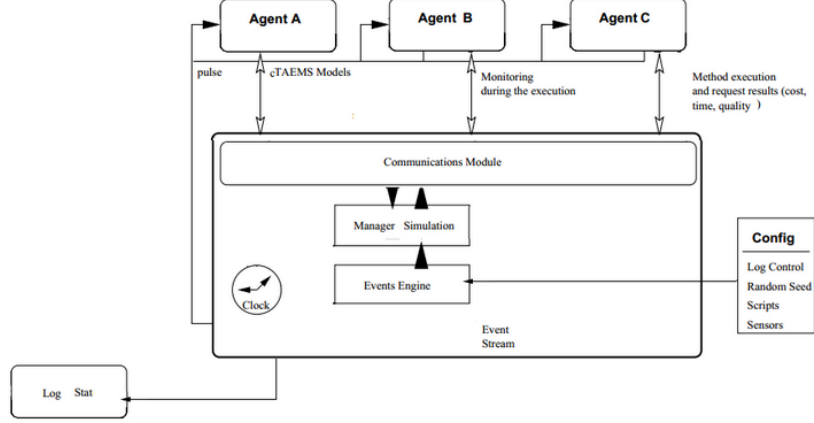 Agent A
Agent B
Agent C
pulse
cTAEMS Models
Monitoring
during the execution
Method execution
and request results (cost,
time, quality )
Communications Module
Manager Simulation
Events Engine
Clock
Event
Stream
Config
Log Control
Random Seed
Scripts
Sensors
Log Stat